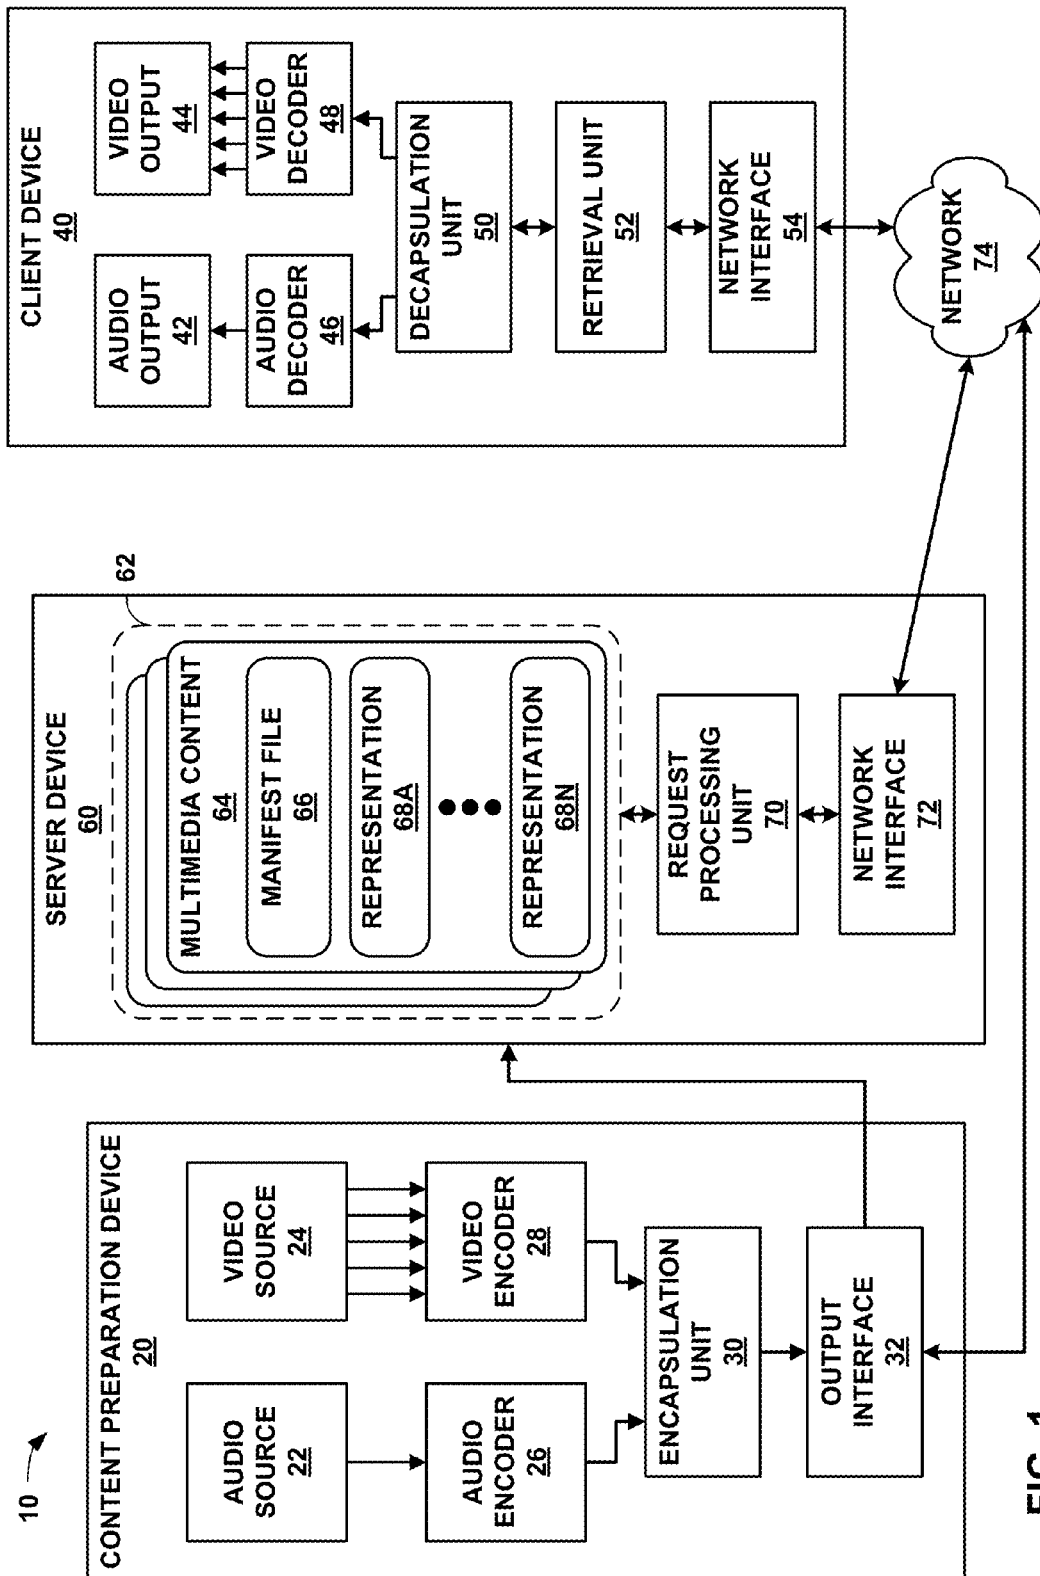 10
CONTENT PREPARATION DEVICE
20
AUDIO
SOURCE
22
VIDEO
SOURCE
24
AUDIO
ENCODER
26
VIDEO
ENCODER
28
ENCAPSULATION
UNIT
30
OUTPUT
INTERFACE
32
SERVER DEVICE
60
62
MULTIMEDIA CONTENT
64
MANIFEST FILE
66
REPRESENTATION
68A
REPRESENTATION
68N
REQUEST
PROCESSING
UNIT
70
NETWORK
INTERFACE
72
CLIENT DEVICE
40
AUDIO
OUTPUT
42
VIDEO
OUTPUT
44
AUDIO
DECODER
46
VIDEO
DECODER
48
DECAPSULATION
UNIT
50
RETRIEVAL UNIT
52
NETWORK
INTERFACE
54
NETWORK
74
FIG. 1